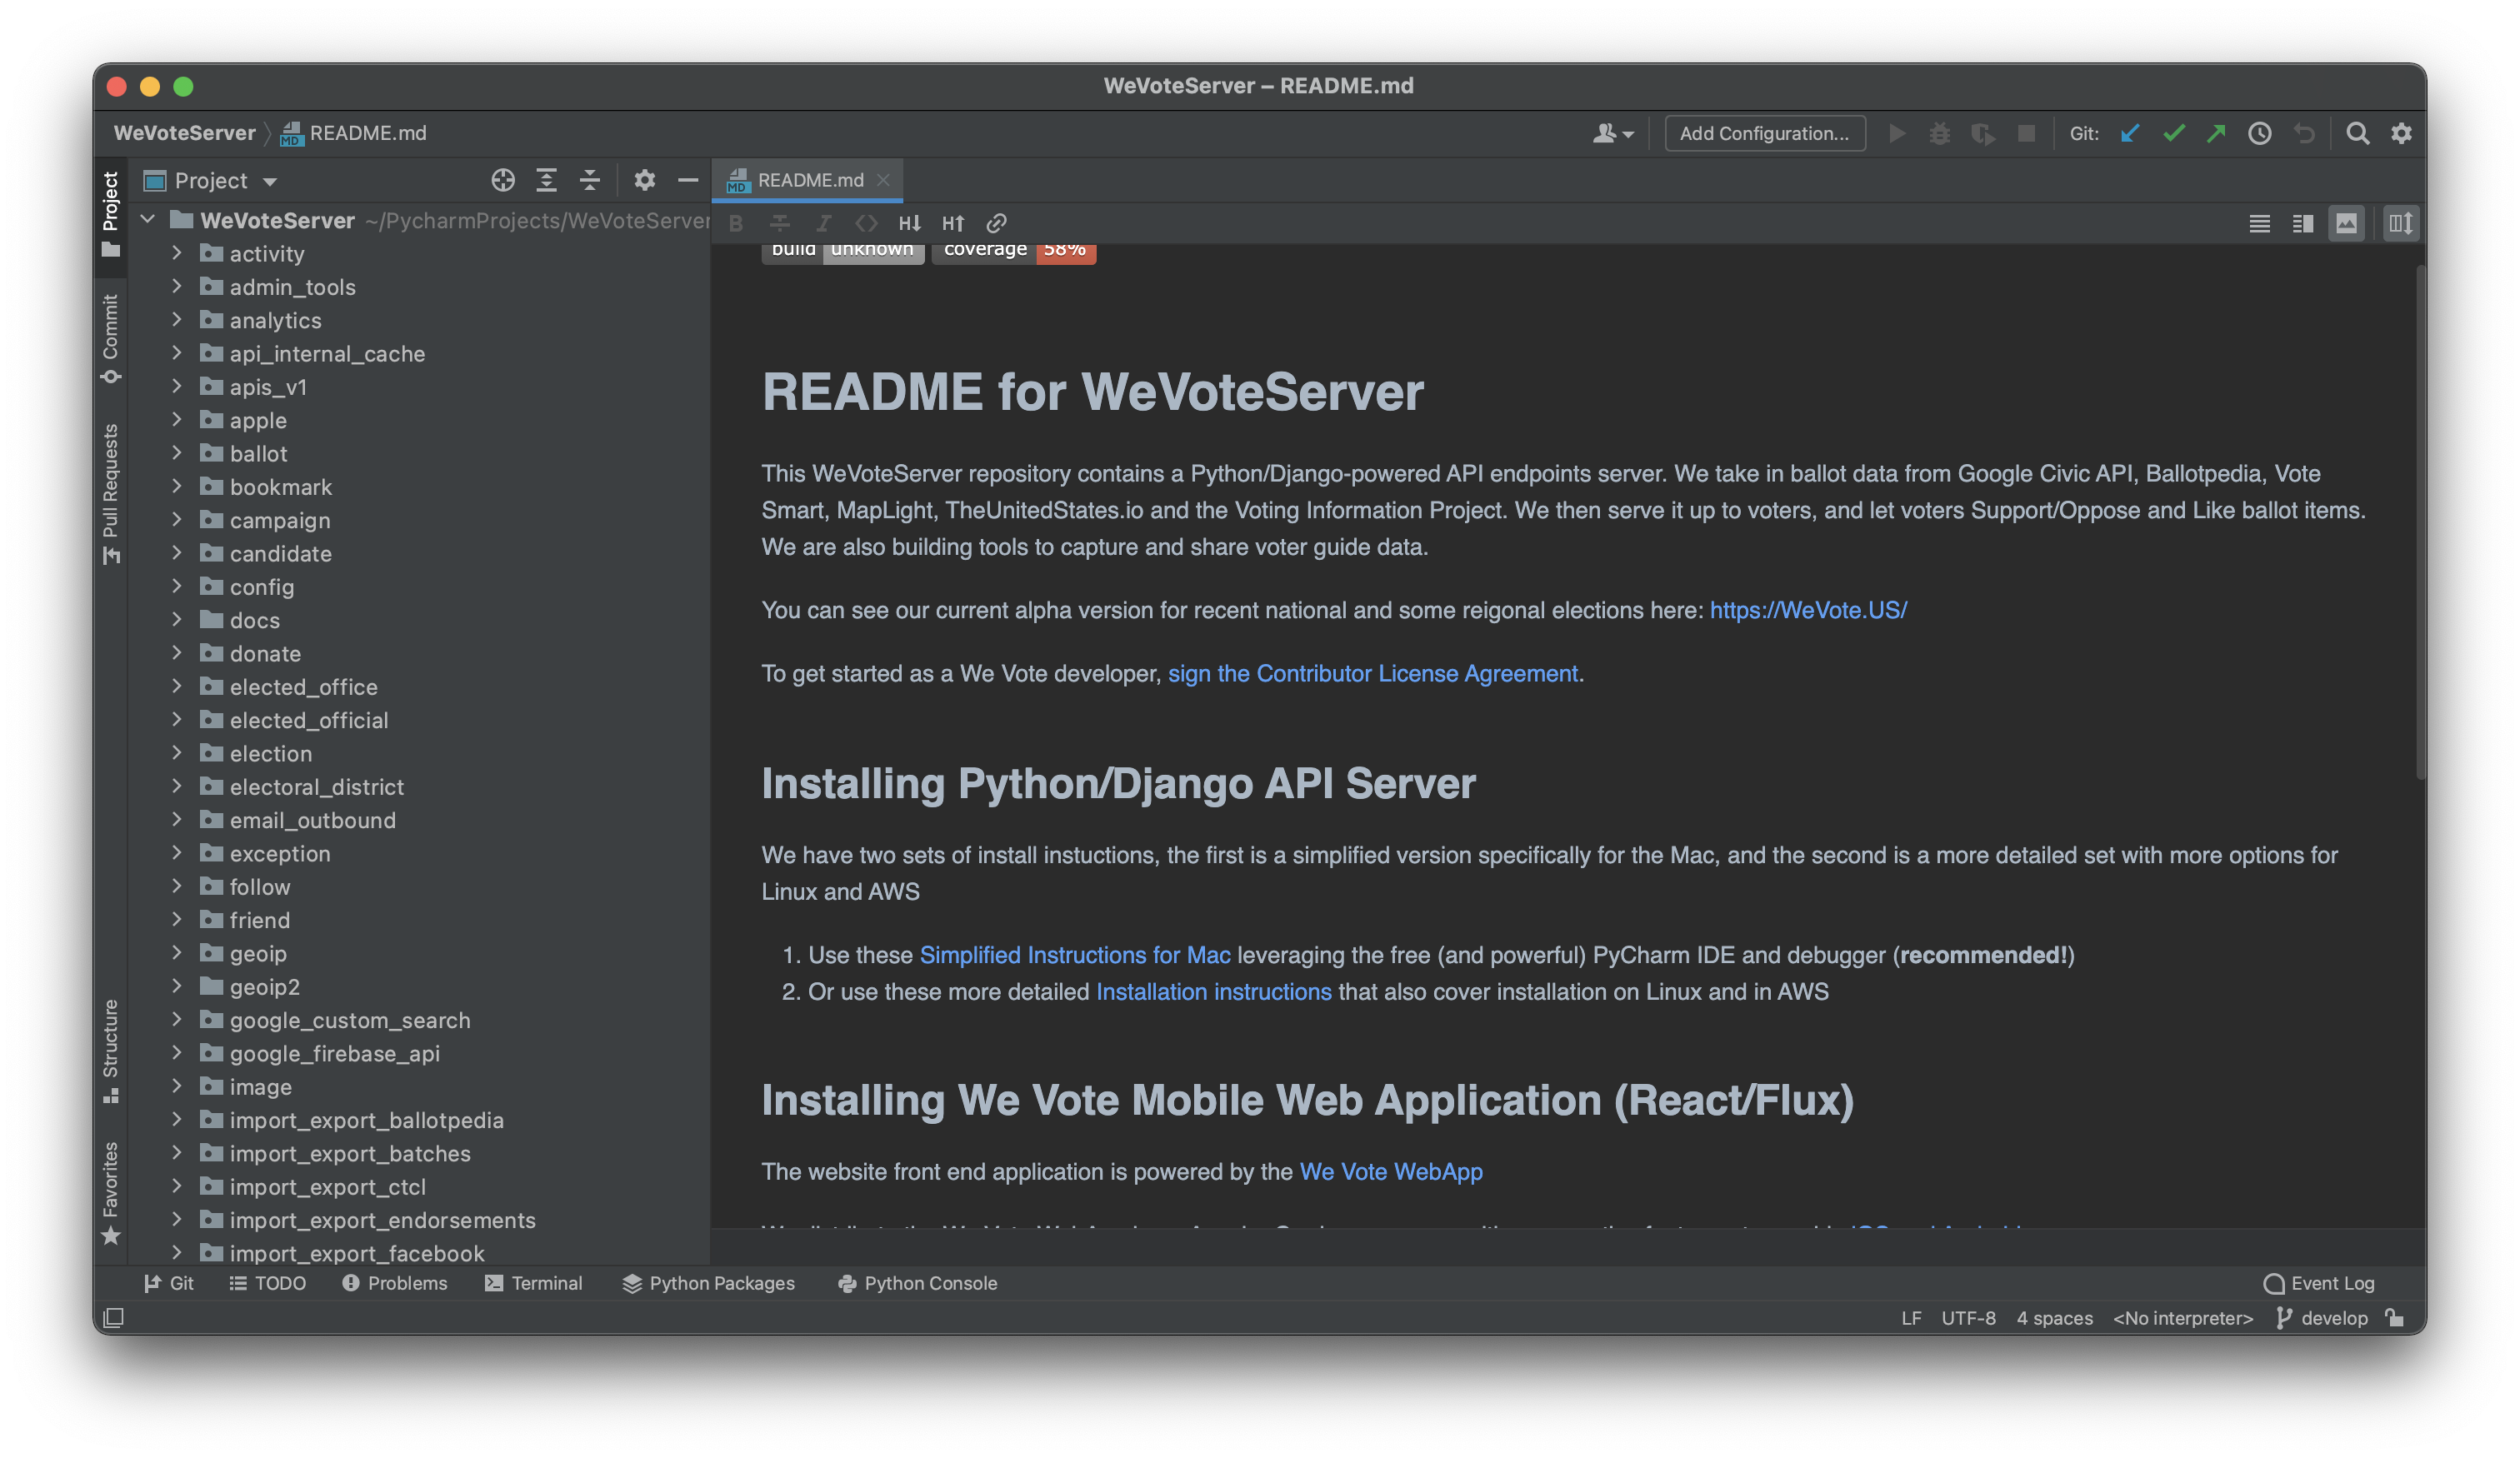 WeVoteServer – README.md
WeVoteServer README.md
Add Configuration...
Git:
Project
Commit
Pull Requests
Structure
Favorites
Project
WeVoteServer ~/PycharmProjects/WeVoteServer
activity
admin_tools
analytics
api_internal_cache
apis_v1
apple
ballot
bookmark
campaign
candidate
config
docs
donate
elected_office
elected_official
election
electoral_district
email_outbound
exception
follow
friend
geoip
geoip2
google_custom_search
google_firebase_api
image
import_export_ballotpedia
import_export_batches
import_export_ctcl
import_export_endorsements
import_export_facebook
README.md
build unknown coverage 58%
README for WeVoteServer
This WeVoteServer repository contains a Python/Django-powered API endpoints server. We take in ballot data from Google Civic API, Ballotpedia, Vote
Smart, MapLight, TheUnitedStates.io and the Voting Information Project. We then serve it up to voters, and let voters Support/Oppose and Like ballot items.
We are also building tools to capture and share voter guide data.
You can see our current alpha version for recent national and some reigonal elections here: https://WeVote.US/
To get started as a We Vote developer, sign the Contributor License Agreement.
Installing Python/Django API Server
We have two sets of install instuctions, the first is a simplified version specifically for the Mac, and the second is a more detailed set with more options for
Linux and AWS
1. Use these Simplified Instructions for Mac leveraging the free (and powerful) PyCharm IDE and debugger (recommended!)
2. Or use these more detailed Installation instructions that also cover installation on Linux and in AWS
Installing We Vote Mobile Web Application (React/Flux)
The website front end application is powered by the We Vote WebApp
Git TODO Problems Terminal Python Packages Python Console Event Log
LF UTF-8 4 spaces <No interpreter> develop